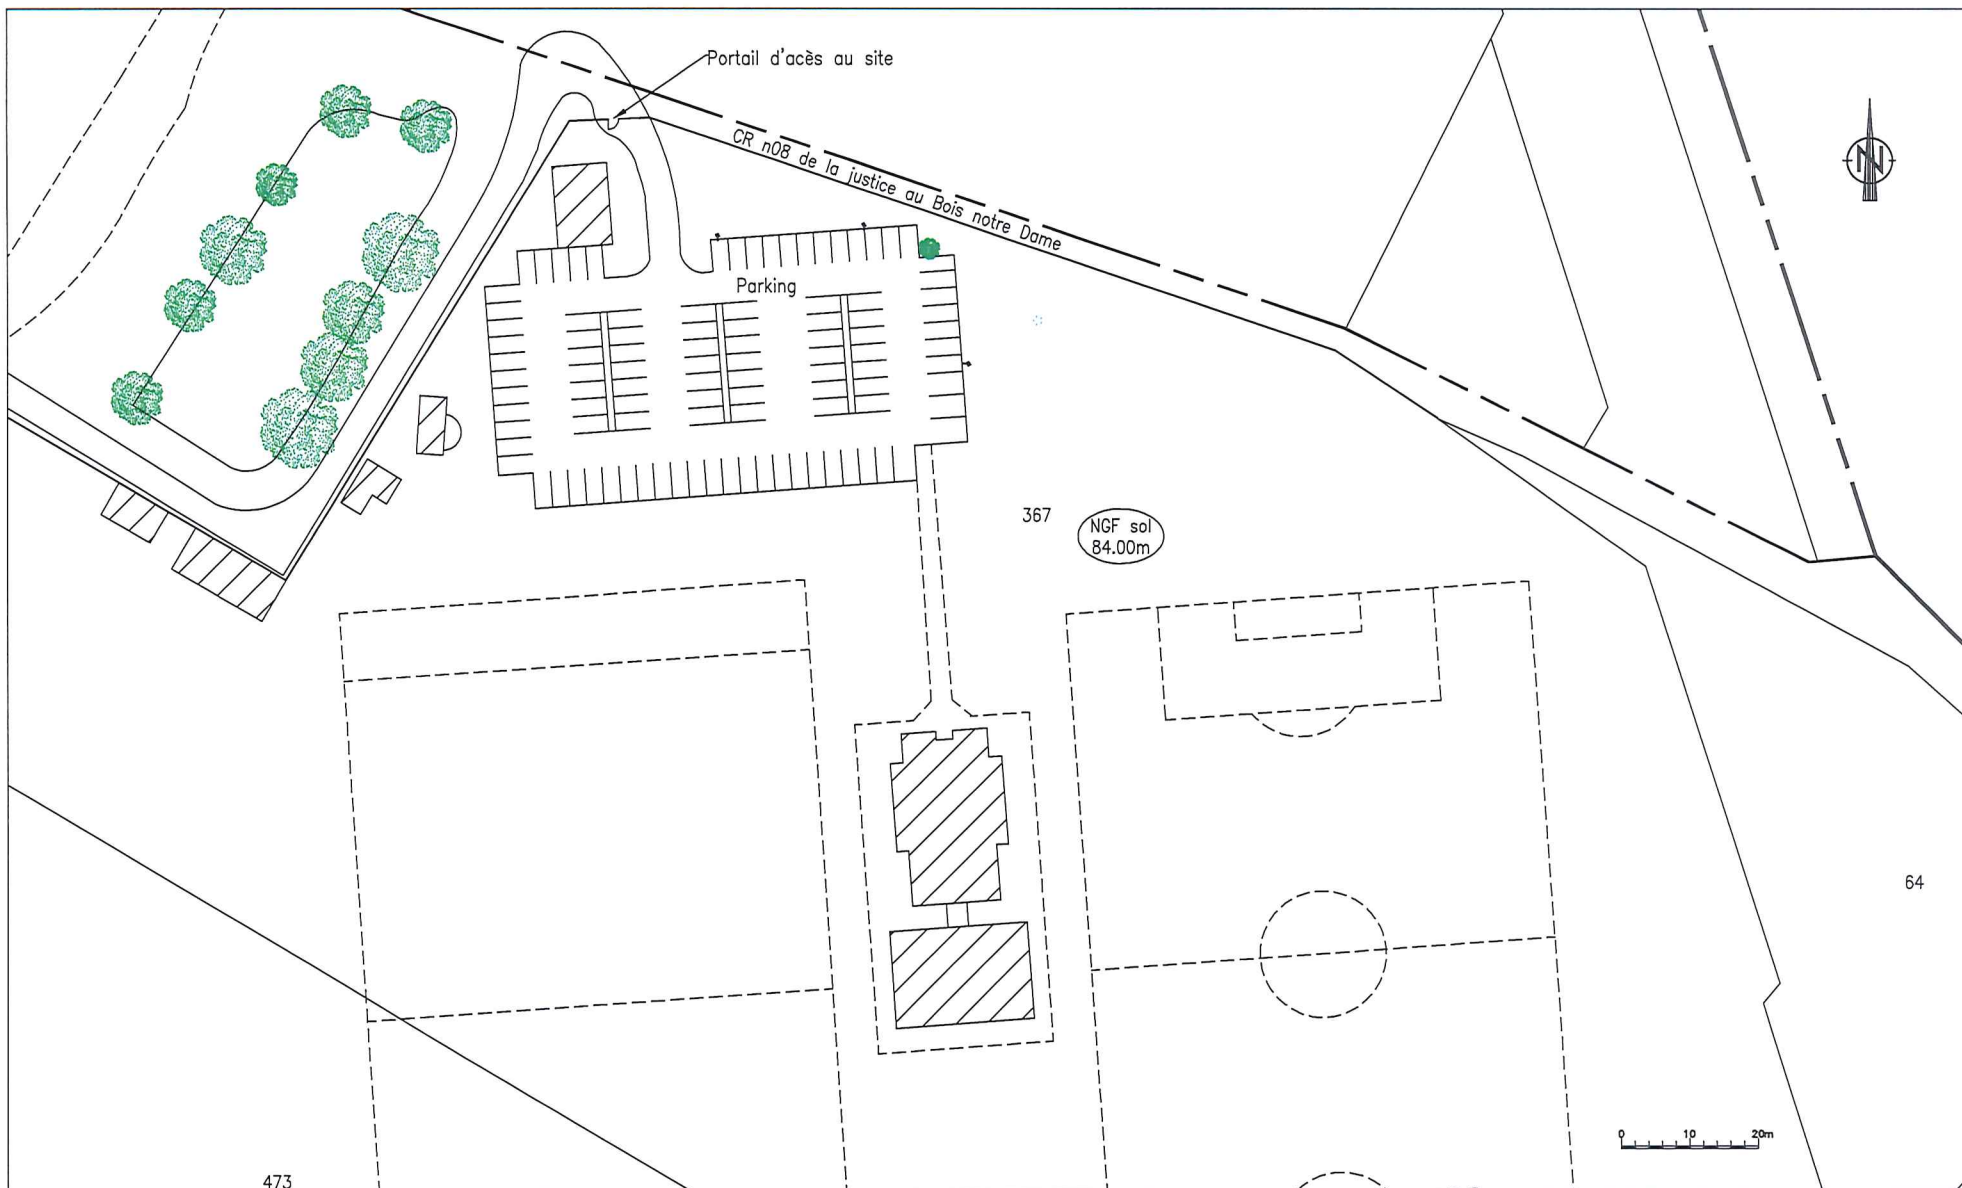 Portail d'acès au site
CR n08 de la justice au Bois notre Dame
N
Parking
367
NGF sol
84.00m
64
0 10 20m
473